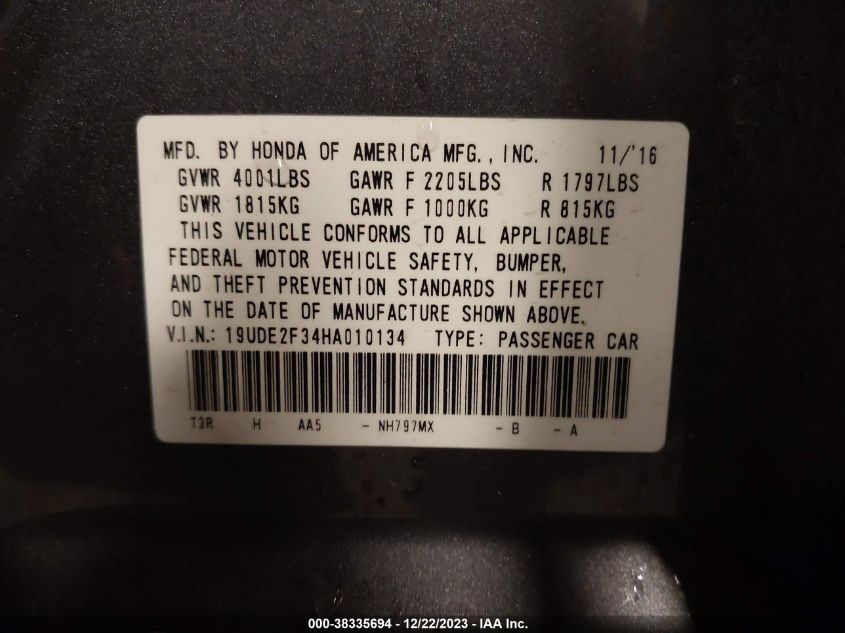 MFD. BY HONDA OF AMERICA MFG., INC. 11/'16
GVWR 4001LBS GAWR F 2205LBS R 1797LBS
GVWR 1815KG GAWR F 1000KG R 815KG
THIS VEHICLE CONFORMS TO ALL APPLICABLE
FEDERAL MOTOR VEHICLE SAFETY, BUMPER,
AND THEFT PREVENTION STANDARDS IN EFFECT
ON THE DATE OF MANUFACTURE SHOWN ABOVE.
V.I.N.: 19UDE2F34HA010134 TYPE: PASSENGER CAR
T3R H AA5 - NH797MX - B - A
000-38335694 - 12/22/2023 - IAA Inc.